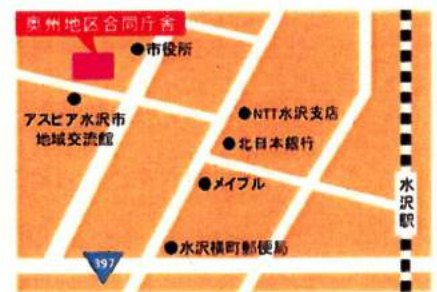 奥州地区合同庁舎
●市役所
アスピア水沢市
地域交流館
●NTT水沢支店
●北日本銀行
●メイプル
水沢駅
●水沢横町郵便局
397